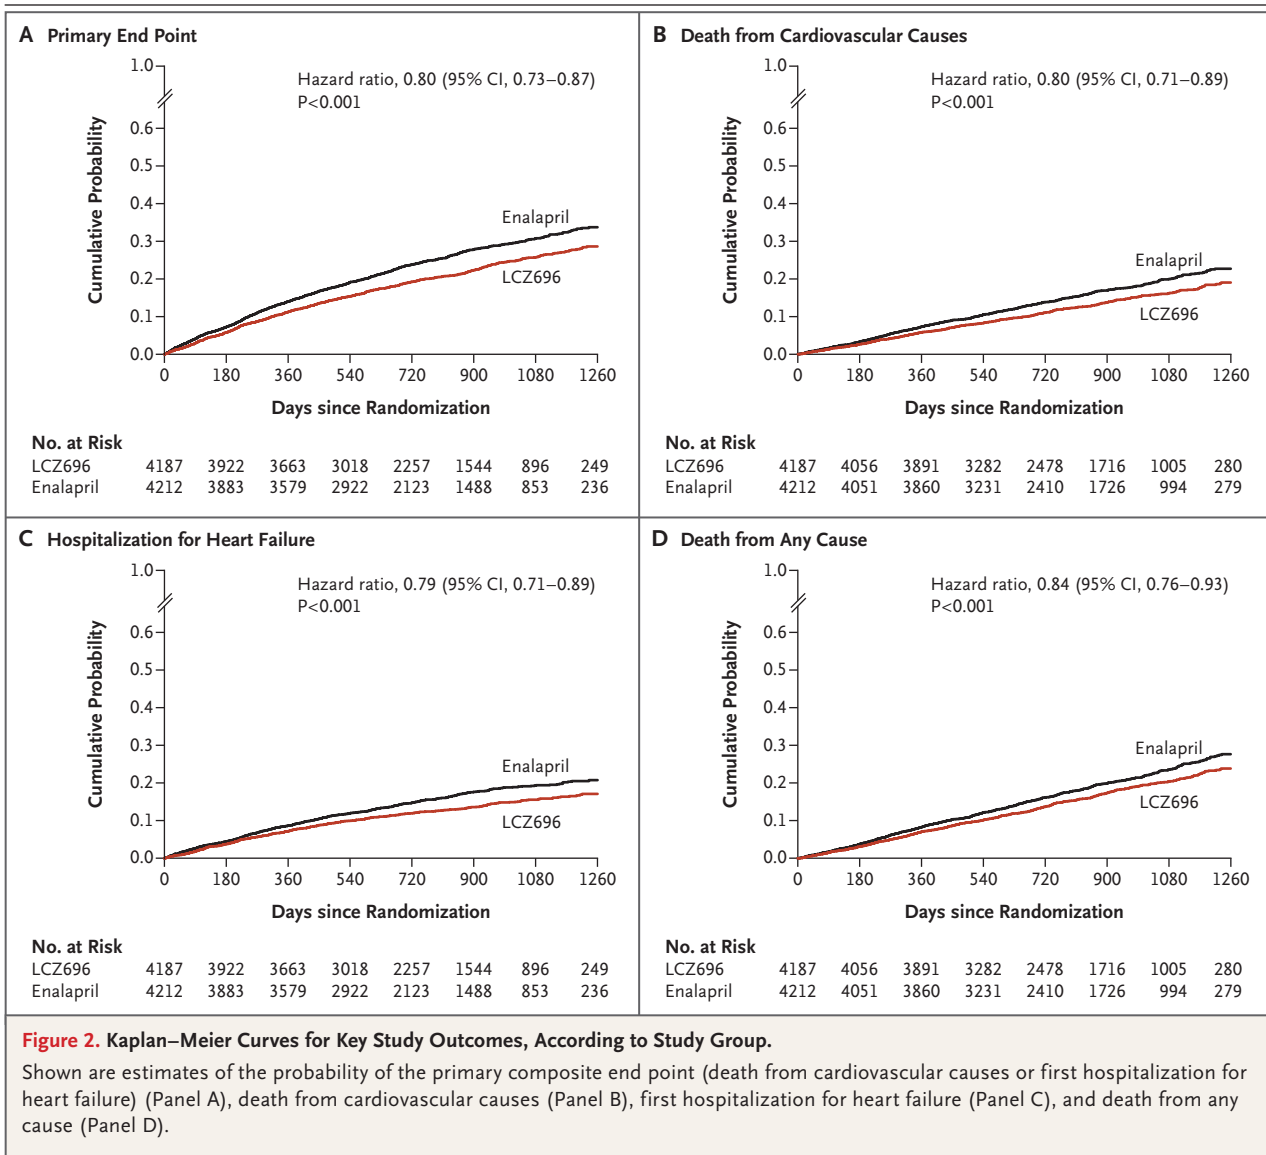 A Primary End Point
1.0
0.6
0.5
0.4
0.3
0.2
0.1
0.0
Cumulative Probability
Hazard ratio, 0.80 (95% CI, 0.73–0.87)
P<0.001
Enalapril
LCZ696
0 180 360 540 720 900 1080 1260
Days since Randomization
No. at Risk
LCZ696 4187 3922 3663 3018 2257 1544 896 249
Enalapril 4212 3883 3579 2922 2123 1488 853 236
B Death from Cardiovascular Causes
1.0
0.6
0.5
0.4
0.3
0.2
0.1
0.0
Cumulative Probability
Hazard ratio, 0.80 (95% CI, 0.71–0.89)
P<0.001
Enalapril
LCZ696
0 180 360 540 720 900 1080 1260
Days since Randomization
No. at Risk
LCZ696 4187 4056 3891 3282 2478 1716 1005 280
Enalapril 4212 4051 3860 3231 2410 1726 994 279
C Hospitalization for Heart Failure
1.0
0.6
0.5
0.4
0.3
0.2
0.1
0.0
Cumulative Probability
Hazard ratio, 0.79 (95% CI, 0.71–0.89)
P<0.001
Enalapril
LCZ696
0 180 360 540 720 900 1080 1260
Days since Randomization
No. at Risk
LCZ696 4187 3922 3663 3018 2257 1544 896 249
Enalapril 4212 3883 3579 2922 2123 1488 853 236
D Death from Any Cause
1.0
0.6
0.5
0.4
0.3
0.2
0.1
0.0
Cumulative Probability
Hazard ratio, 0.84 (95% CI, 0.76–0.93)
P<0.001
Enalapril
LCZ696
0 180 360 540 720 900 1080 1260
Days since Randomization
No. at Risk
LCZ696 4187 4056 3891 3282 2478 1716 1005 280
Enalapril 4212 4051 3860 3231 2410 1726 994 279
Figure 2. Kaplan–Meier Curves for Key Study Outcomes, According to Study Group.
Shown are estimates of the probability of the primary composite end point (death from cardiovascular causes or first hospitalization for
heart failure) (Panel A), death from cardiovascular causes (Panel B), first hospitalization for heart failure (Panel C), and death from any
cause (Panel D).